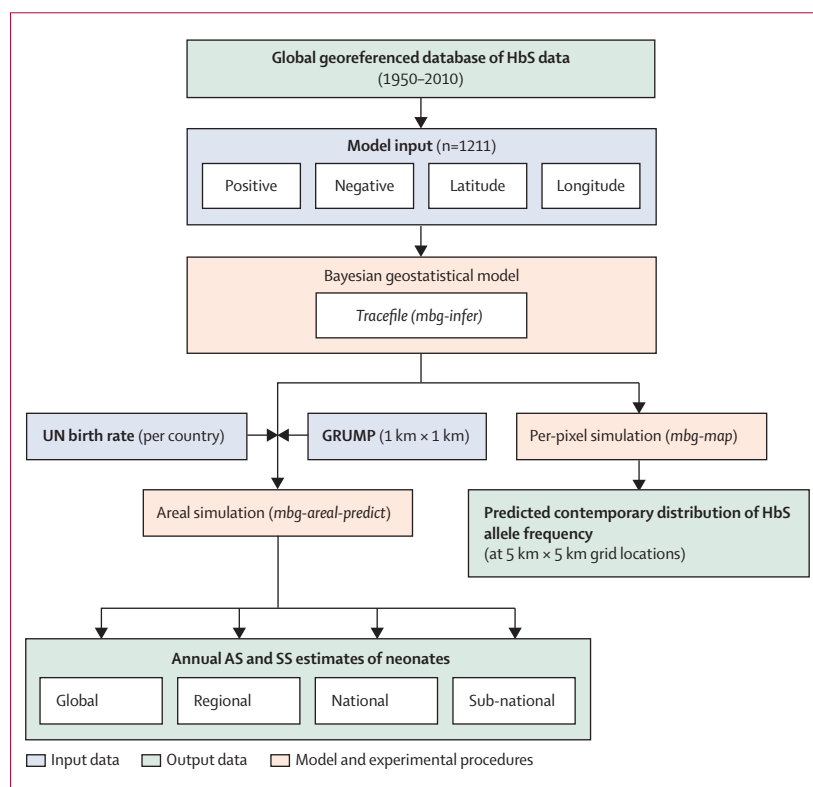 Global georeferenced database of HbS data
(1950–2010)
Model input (n=1211)
Positive
Negative
Latitude
Longitude
Bayesian geostatistical model
Tracefile (mbg-infer)
UN birth rate (per country)
GRUMP (1 km × 1 km)
Per-pixel simulation (mbg-map)
Areal simulation (mbg-areal-predict)
Predicted contemporary distribution of HbS
allele frequency
(at 5 km × 5 km grid locations)
Annual AS and SS estimates of neonates
Global
Regional
National
Sub-national
Input data
Output data
Model and experimental procedures